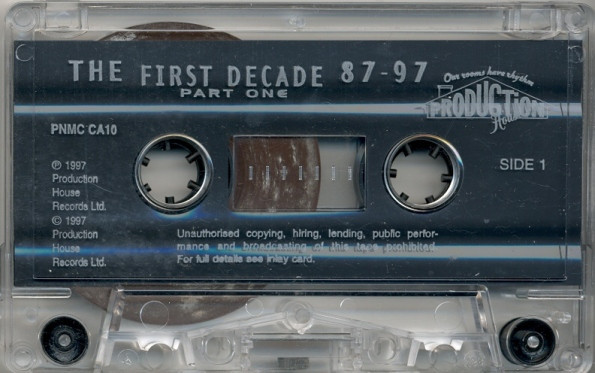 THE FIRST DECADE 87-97
PART ONE
Our rooms have rhythm
PRODUCTION
House
PNMC CA10
SIDE 1
℗ 1997
Production
House
Records Ltd.
© 1997
Production
House
Records Ltd.
Unauthorised copying, hiring, lending, public perfor-
mance and broadcasting of this tape prohibited.
For full details see inlay card.